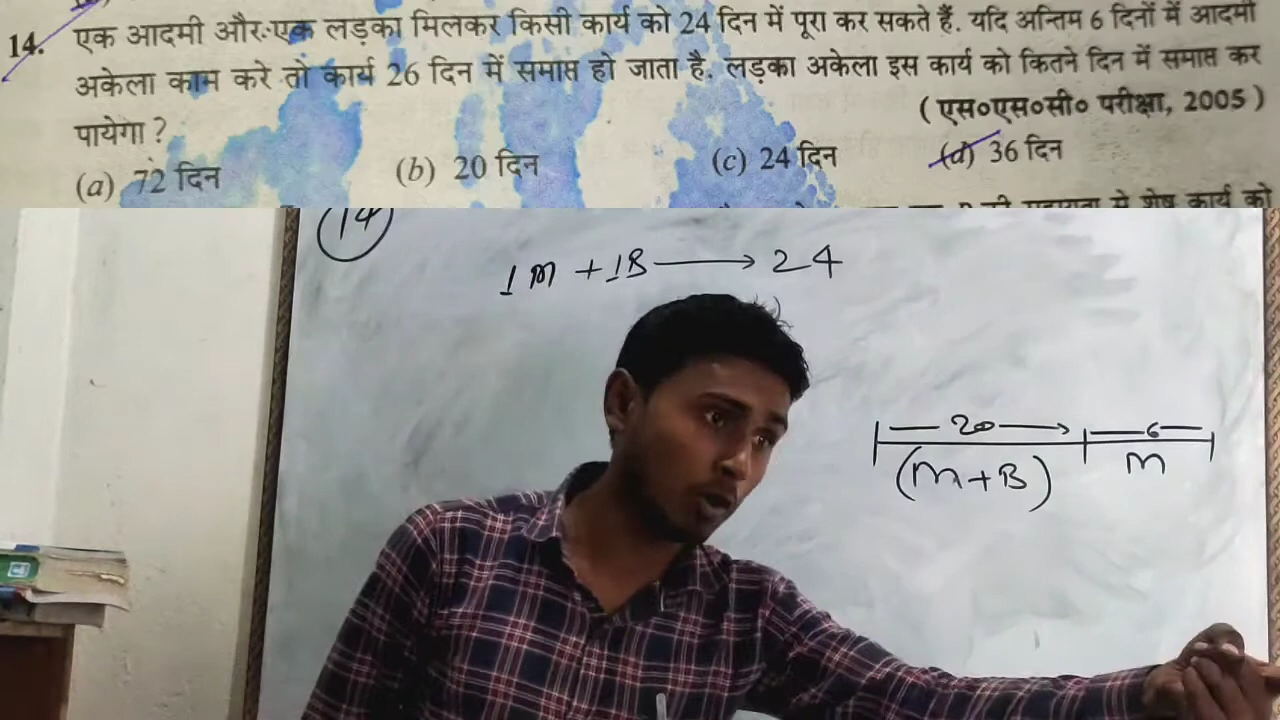 14. एक आदमी और एक लड़का मिलकर किसी कार्य को 24 दिन में पूरा कर सकते हैं. यदि अन्तिम 6 दिनों में आदमी
अकेला काम करे तो कार्य 26 दिन में समाप्त हो जाता है. लड़का अकेला इस कार्य को कितने दिन में समाप्त कर
पायेगा ?
( एस०एस०सी० परीक्षा, 2005 )
(a) 72 दिन (b) 20 दिन (c) 24 दिन (d) 36 दिन
14
1M + 1B → 24
20 → 6
(M+B) M